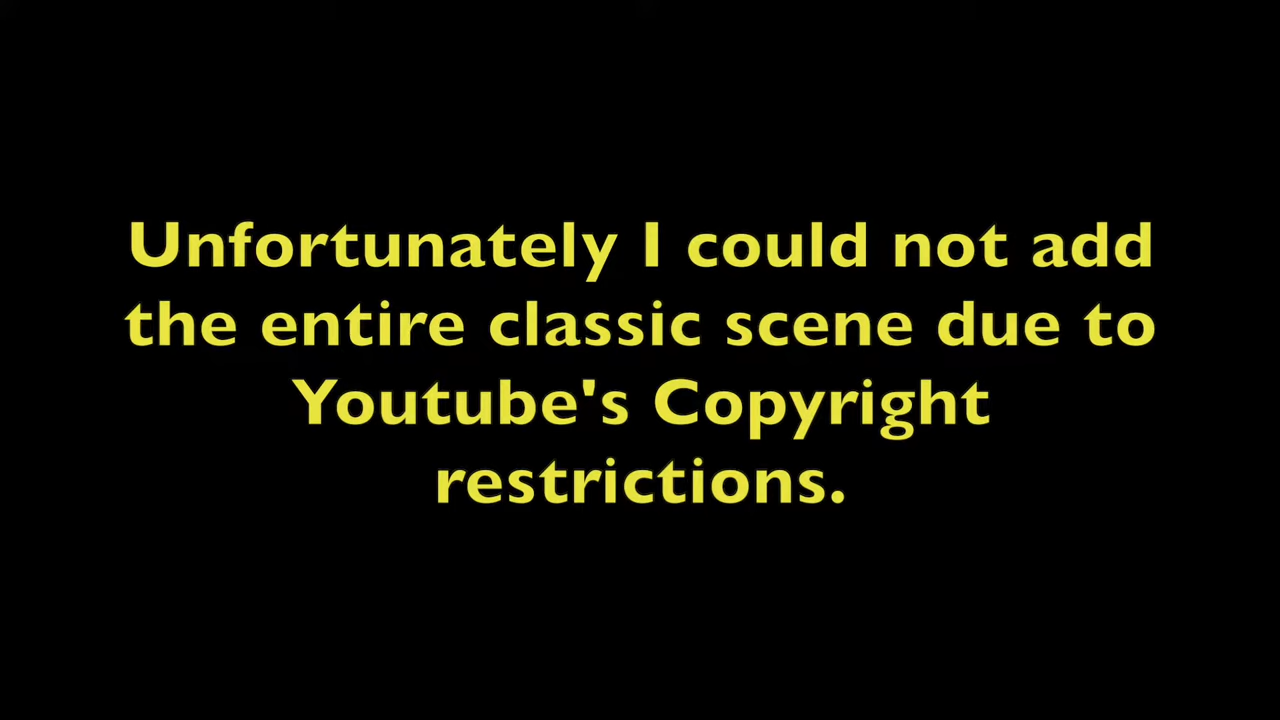 Unfortunately I could not add
the entire classic scene due to
Youtube's Copyright
restrictions.